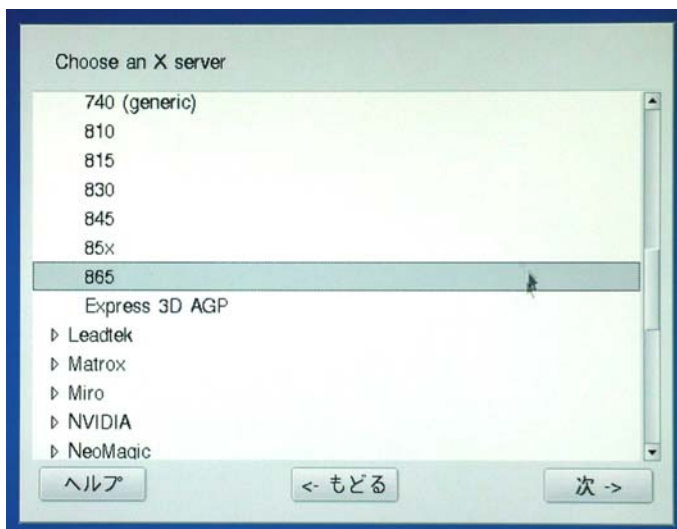 Choose an X server
740 (generic)
810
815
830
845
85x
865
Express 3D AGP
Leadtek
Matrox
Miro
NVIDIA
NeoMagic
ヘルプ
<- もどる
次 ->